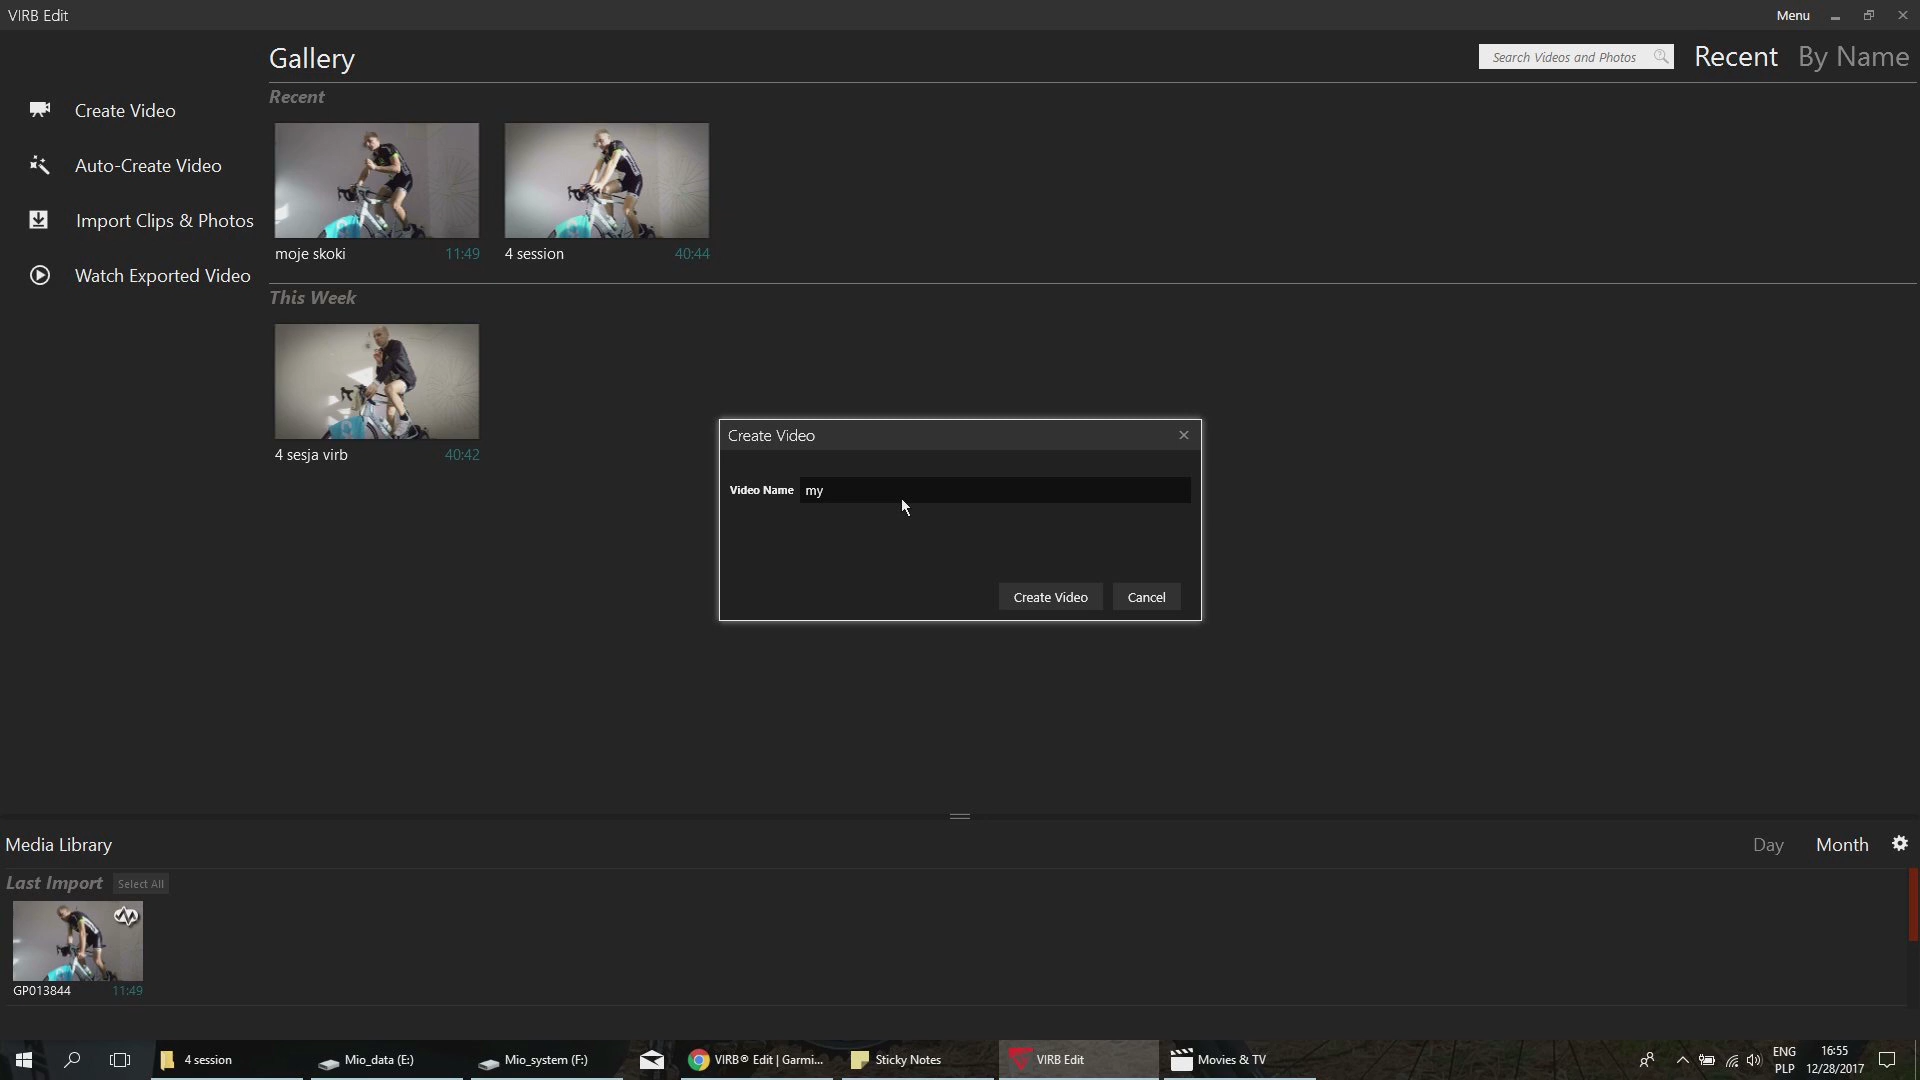 VIRB Edit
Menu
Gallery
Search Videos and Photos
Recent
By Name
Create Video
Auto-Create Video
Import Clips & Photos
Watch Exported Video
Recent
moje skoki 11:49
4 session 40:44
This Week
4 sesja virb 40:42
Create Video
Video Name my
Create Video
Cancel
Media Library
Day
Month
Last Import
Select All
GP013844 11:49
4 session
Mio_data (E:)
Mio_system (F:)
VIRB® Edit | Garmi...
Sticky Notes
VIRB Edit
Movies & TV
ENG
PLP
16:55
12/28/2017